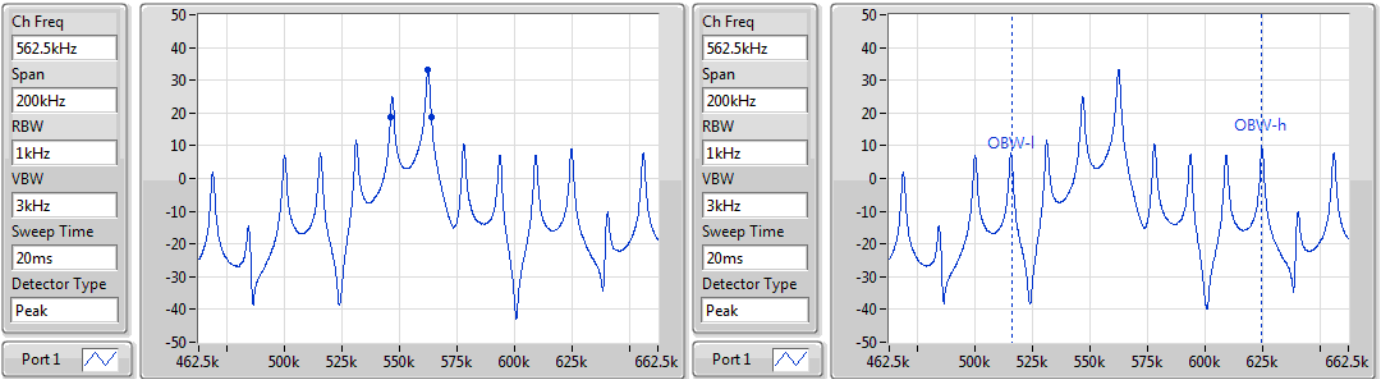 Ch Freq
562.5kHz
Span
200kHz
RBW
1kHz
VBW
3kHz
Sweep Time
20ms
Detector Type
Peak
Port 1
50
40
30
20
10
0
-10
-20
-30
-40
-50
462.5k 500k 525k 550k 575k 600k 625k 662.5k
Ch Freq
562.5kHz
Span
200kHz
RBW
1kHz
VBW
3kHz
Sweep Time
20ms
Detector Type
Peak
Port 1
50
40
30
20
10
0
-10
-20
-30
-40
-50
OBW-l
OBW-h
462.5k 500k 525k 550k 575k 600k 625k 662.5k